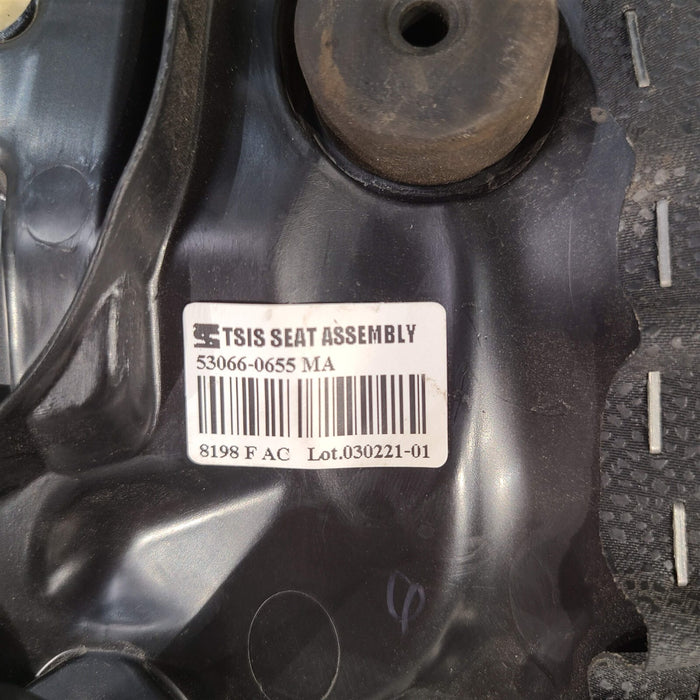 TSIS SEAT ASSEMBLY
53066-0655 MA
8198 F AC Lot.030221-01